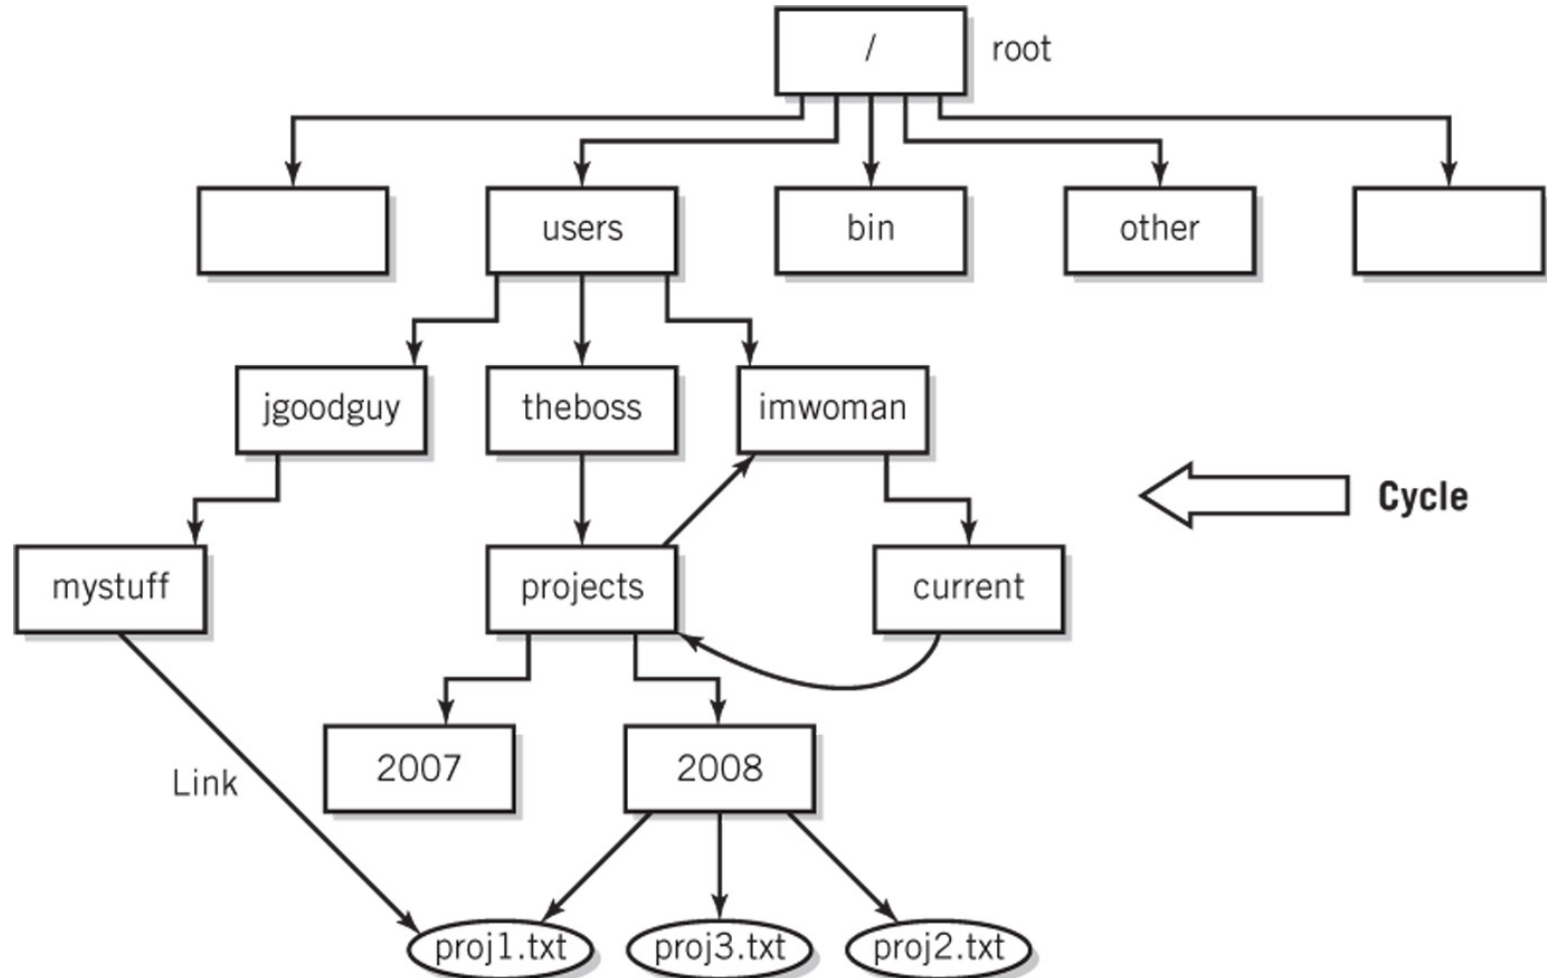 /
root
users
bin
other
jgoodguy
theboss
imwoman
Cycle
mystuff
projects
current
2007
2008
Link
proj1.txt
proj3.txt
proj2.txt